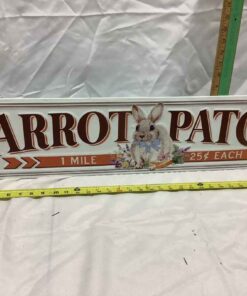 ARROT PATC
1 MILE 25¢ EACH